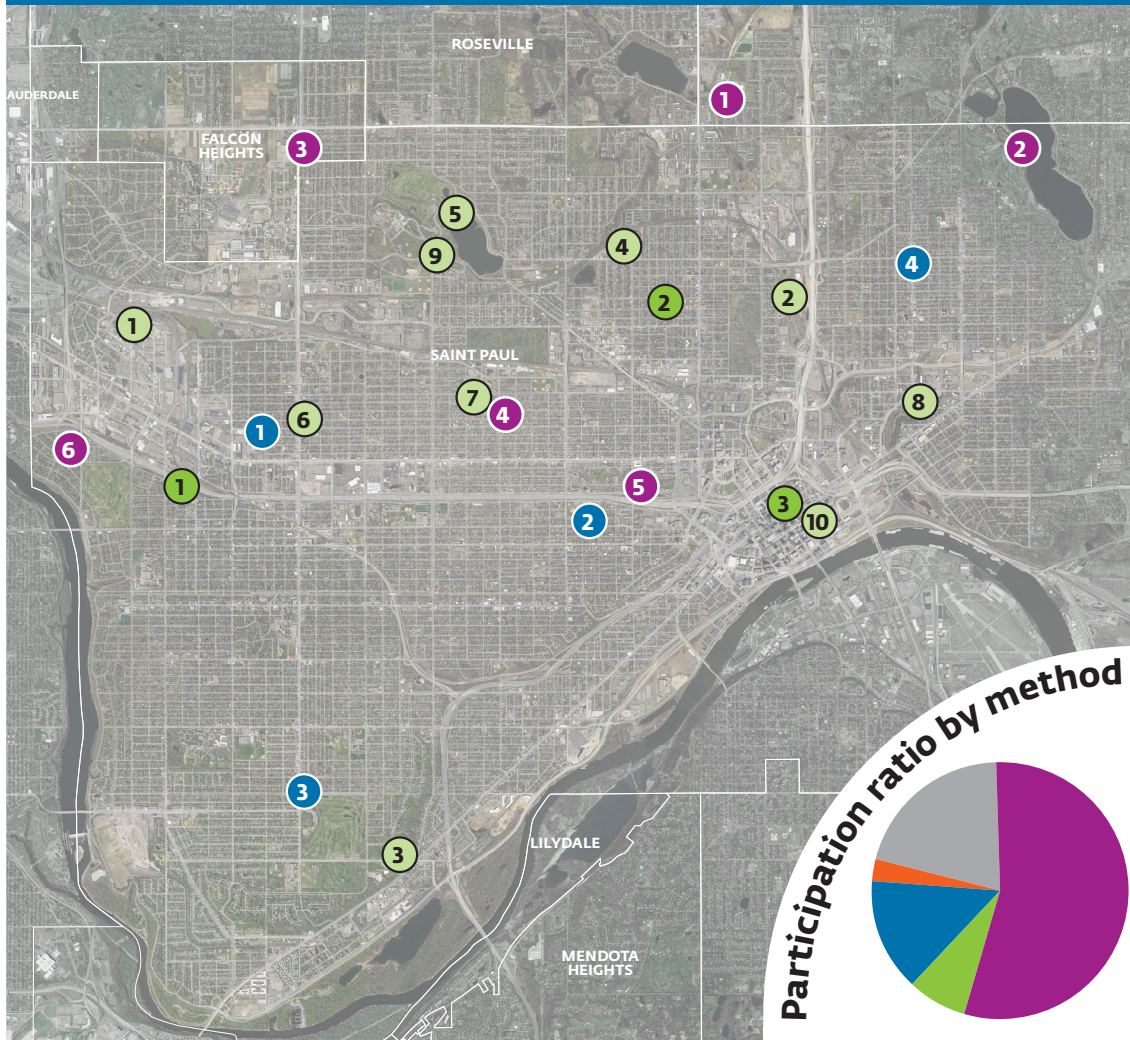 ROSEVILLE
AUDERDALE
1
FALCON
HEIGHTS
3
2
5
4
9
4
2
2
1
SAINT PAUL
7
4
8
6
1
6
5
1
3
10
2
3
3
LILYDALE
MENDOTA
HEIGHTS
Participation ratio by method